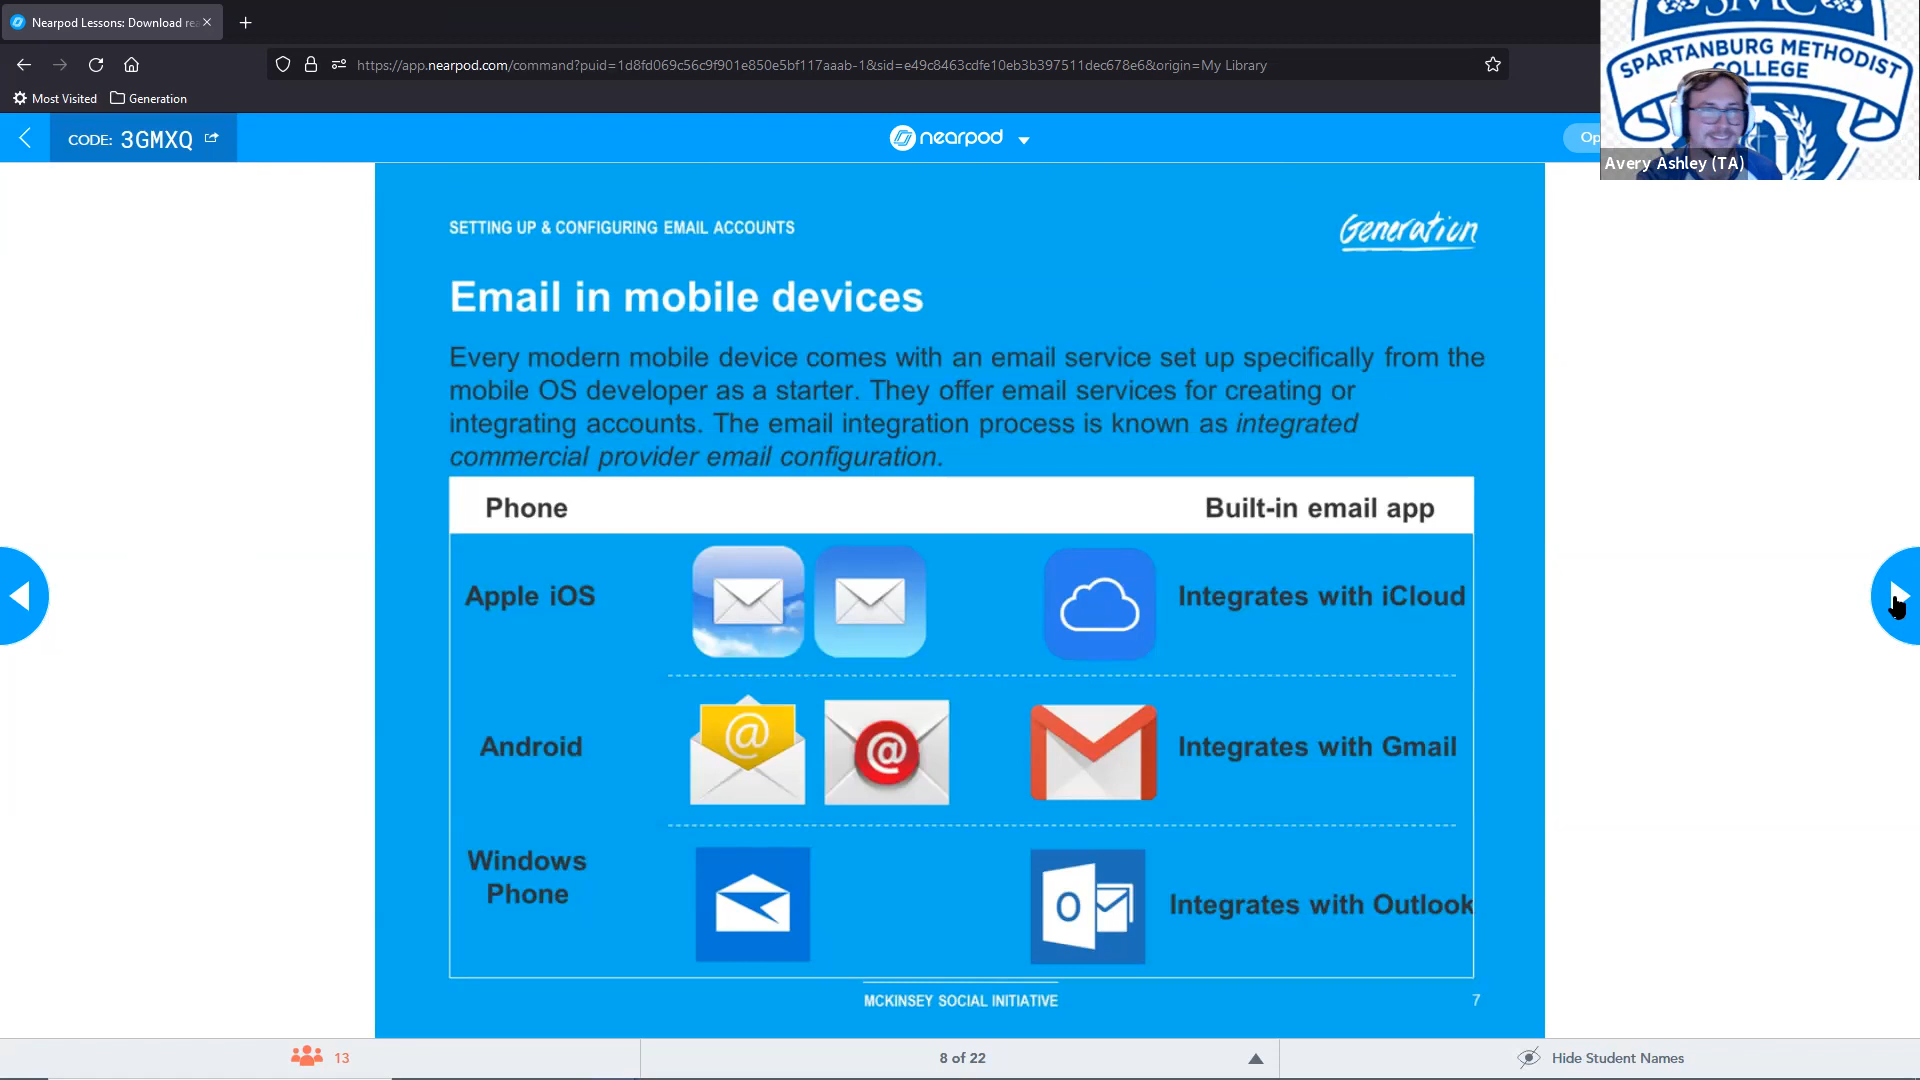 Nearpod Lessons: Download rea
https://app.nearpod.com/command?puid=1d8fd069c56c9f901e850e5bf117aaab-1&sid=e49c8463cdfe10eb3b397511dec678e6&origin=My Library
Most Visited
Generation
CODE: 3GMXQ
nearpod
Op
SMC
SPARTANBURG METHODIST
COLLEGE
Avery Ashley (TA)
SETTING UP & CONFIGURING EMAIL ACCOUNTS
Generation
Email in mobile devices
Every modern mobile device comes with an email service set up specifically from the
mobile OS developer as a starter. They offer email services for creating or
integrating accounts. The email integration process is known as integrated
commercial provider email configuration.
Phone
Built-in email app
Apple iOS
Integrates with iCloud
@
@
Android
Integrates with Gmail
Windows
Phone
O
Integrates with Outlook
MCKINSEY SOCIAL INITIATIVE
7
13
8 of 22
Hide Student Names